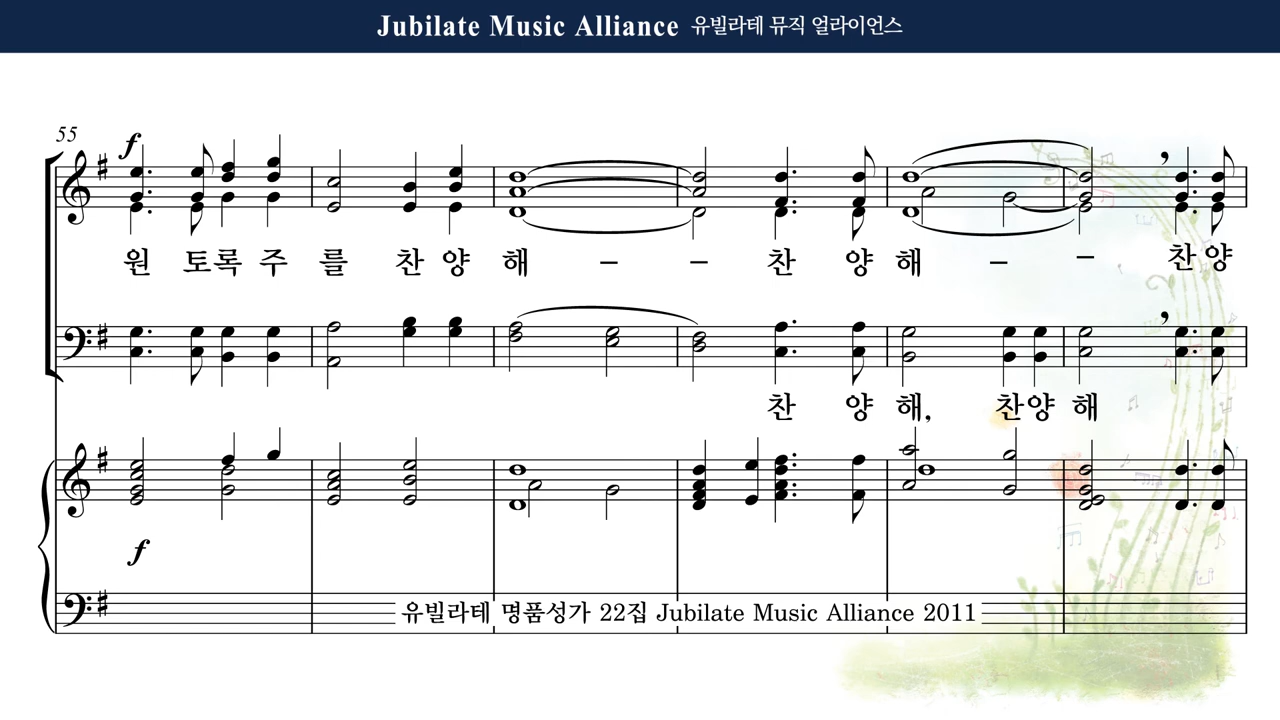 Jubilate Music Alliance 유빌라테 뮤직 얼라이언스
55
f
원 토록 주 를 찬 양 해 – – 찬 양 해 – – 찬 양
찬 양 해, 찬양 해
f
유빌라테 명품성가 22집 Jubilate Music Alliance 2011